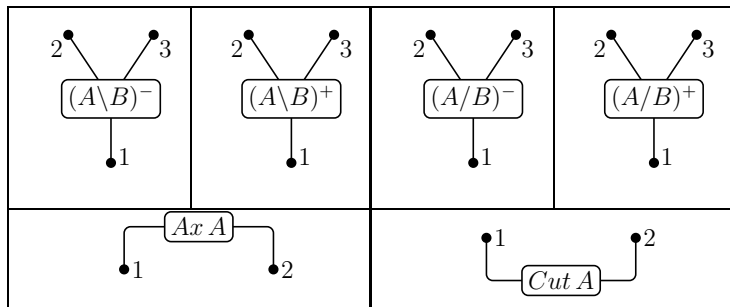 2 3 2 3 2 3 2 3
(A\B)⁻ (A\B)⁺ (A/B)⁻ (A/B)⁺
1 1 1 1
Ax A
1 2
1 2
Cut A